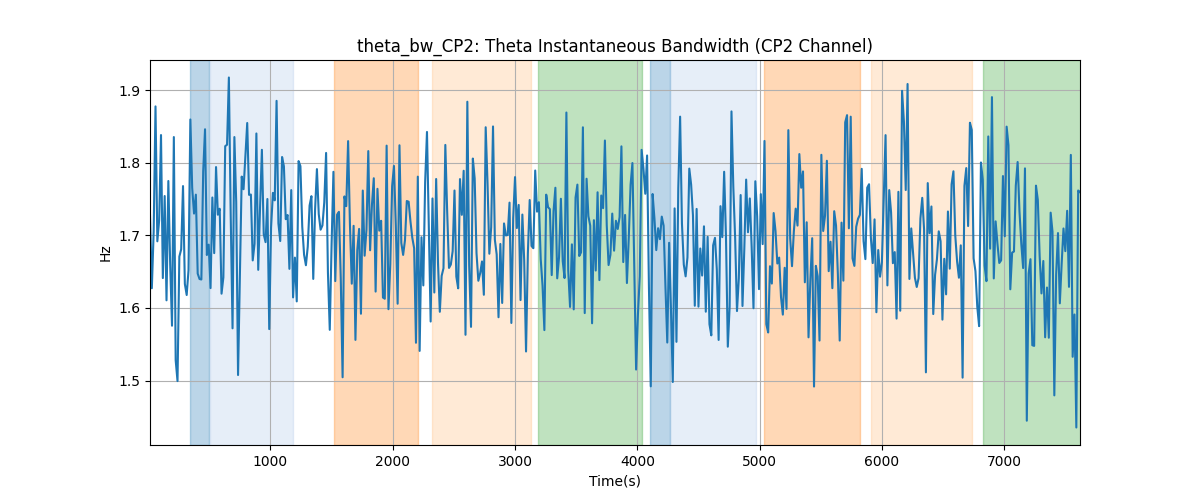 theta_bw_CP2: Theta Instantaneous Bandwidth (CP2 Channel)
Hz
1.9
1.8
1.7
1.6
1.5
1000 2000 3000 4000 5000 6000 7000
Time(s)